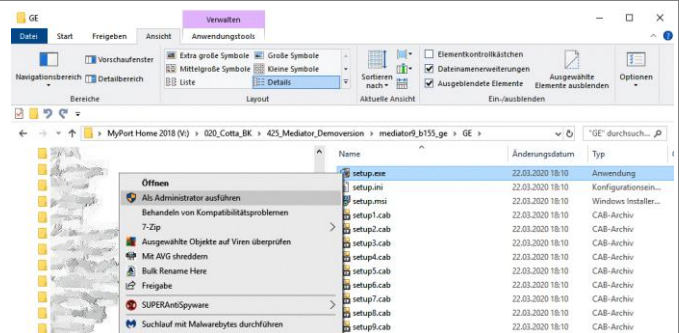 GE
Verwalten
Datei Start Freigeben Ansicht Anwendungstools
Navigationsbereich
Vorschaufenster
Detailbereich
Bereiche
Extra große Symbole Große Symbole
Mittelgroße Symbole Kleine Symbole
Liste Details
Layout
Sortieren nach
Aktuelle Ansicht
Elementkontrollkästchen
Dateinamenerweiterungen
Ausgeblendete Elemente
Ausgewählte
Elemente ausblenden
Ein-/ausblenden
Optionen
MyPort Home 2018 (V:) > 020_Cotta_BK > 425_Mediator_Demoversion > mediator9_b155_ge > GE >
"GE" durchsuch...
Name Änderungsdatum Typ
setup.exe 22.03.2020 18:10 Anwendung
setup.ini 22.03.2020 18:10 Konfigurationsein...
setup.msi 22.03.2020 18:10 Windows Installer...
setup1.cab 22.03.2020 18:10 CAB-Archiv
setup2.cab 22.03.2020 18:10 CAB-Archiv
setup3.cab 22.03.2020 18:10 CAB-Archiv
setup4.cab 22.03.2020 18:10 CAB-Archiv
setup5.cab 22.03.2020 18:10 CAB-Archiv
setup6.cab 22.03.2020 18:10 CAB-Archiv
setup7.cab 22.03.2020 18:10 CAB-Archiv
setup8.cab 22.03.2020 18:10 CAB-Archiv
setup9.cab 22.03.2020 18:10 CAB-Archiv
Öffnen
Als Administrator ausführen
Behandeln von Kompatibilitätsproblemen
7-Zip
Ausgewählte Objekte auf Viren überprüfen
Mit AVG shreddern
Bulk Rename Here
Freigabe
SUPERAntiSpyware
Suchlauf mit Malwarebytes durchführen